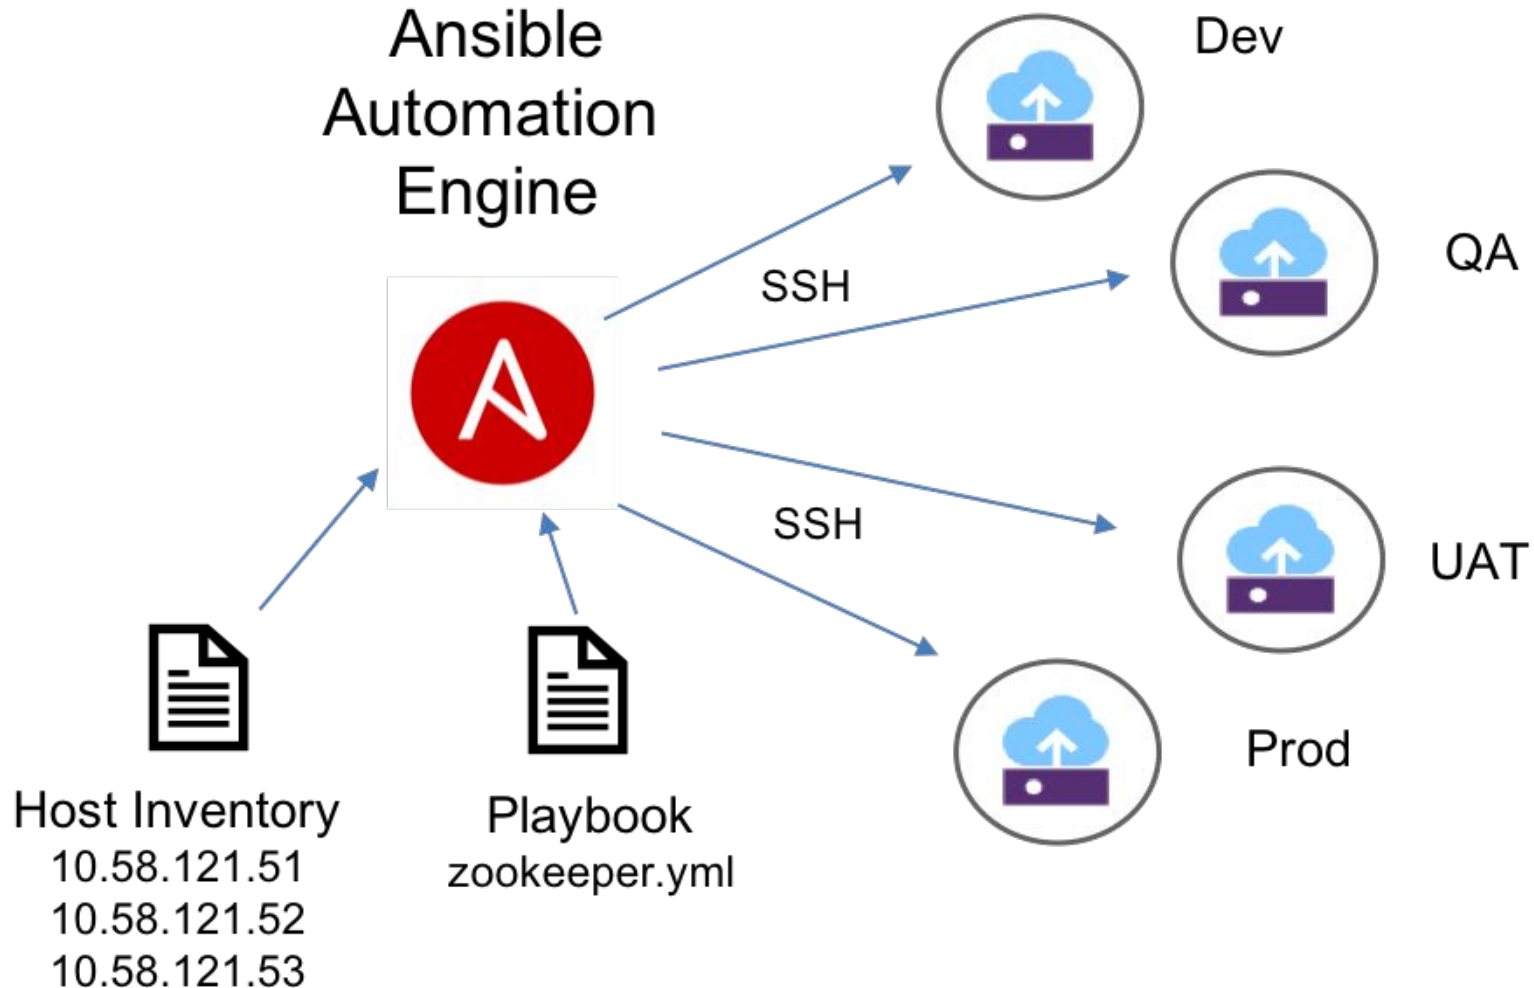 Ansible
Automation
Engine
Dev
QA
SSH
SSH
UAT
Prod
Host Inventory
10.58.121.51
10.58.121.52
10.58.121.53
Playbook
zookeeper.yml